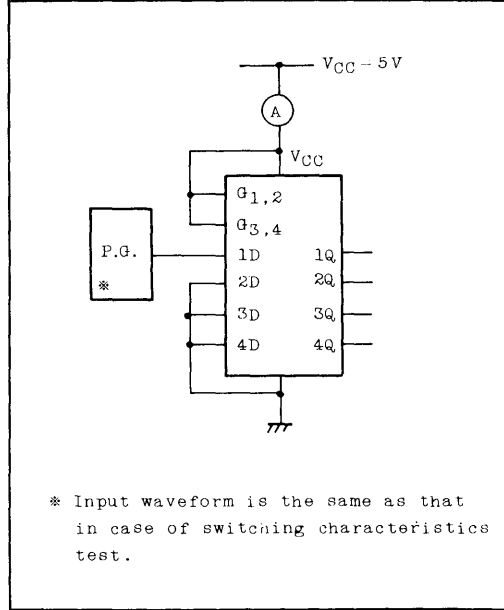 VCC – 5V
A
VCC
G1,2
G3,4
P.G.
※
1D
2D
3D
4D
1Q
2Q
3Q
4Q
※ Input waveform is the same as that
in case of switching characteristics
test.